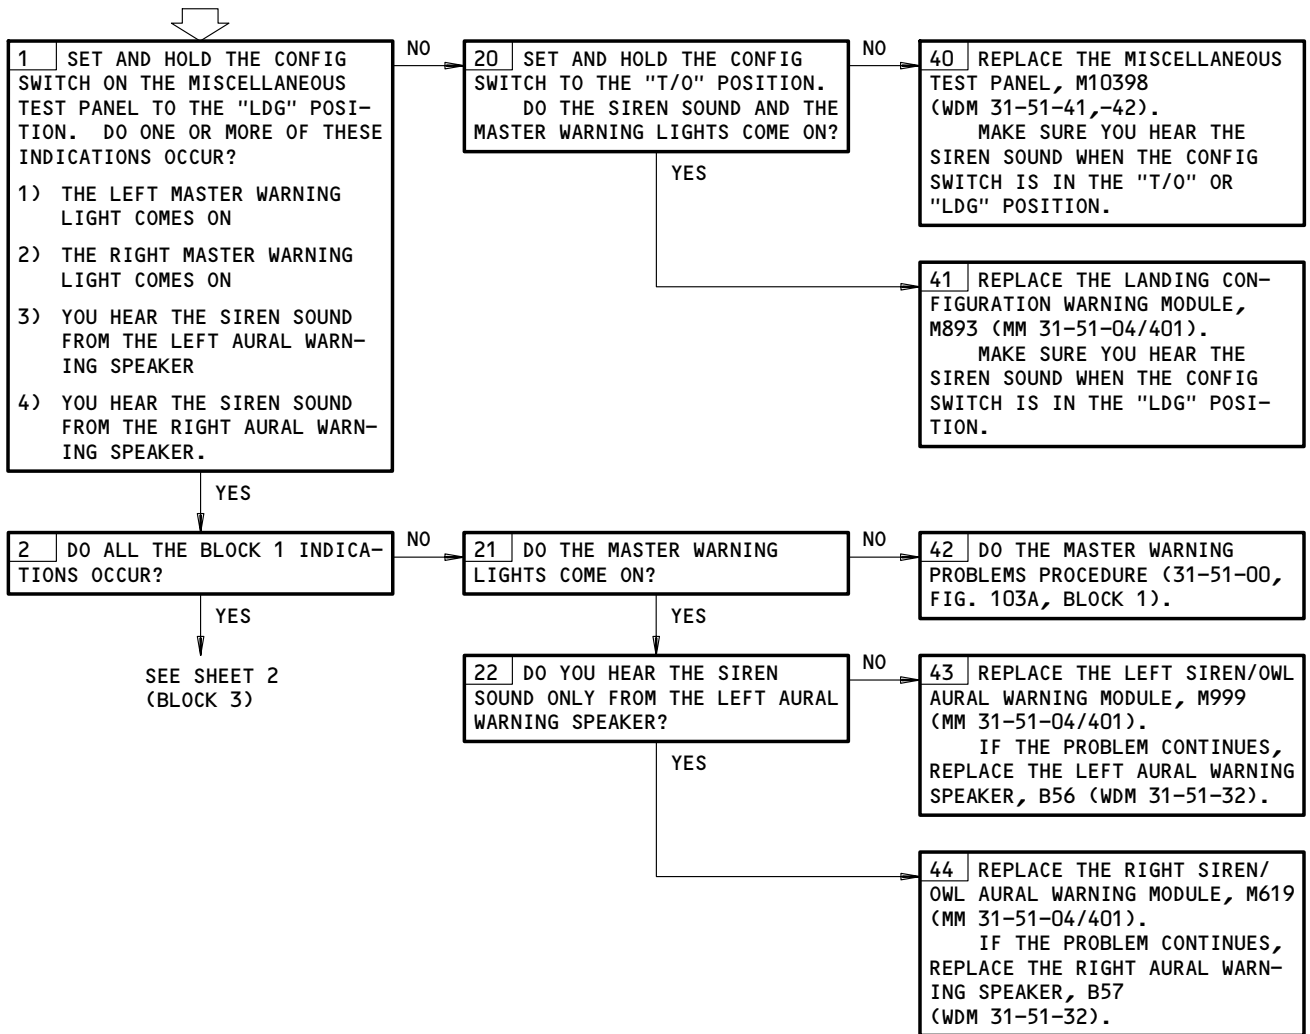 1 SET AND HOLD THE CONFIG
SWITCH ON THE MISCELLANEOUS
TEST PANEL TO THE "LDG" POSI-
TION. DO ONE OR MORE OF THESE
INDICATIONS OCCUR?
1) THE LEFT MASTER WARNING
LIGHT COMES ON
2) THE RIGHT MASTER WARNING
LIGHT COMES ON
3) YOU HEAR THE SIREN SOUND
FROM THE LEFT AURAL WARN-
ING SPEAKER
4) YOU HEAR THE SIREN SOUND
FROM THE RIGHT AURAL WARN-
ING SPEAKER.
NO
20 SET AND HOLD THE CONFIG
SWITCH TO THE "T/O" POSITION.
DO THE SIREN SOUND AND THE
MASTER WARNING LIGHTS COME ON?
NO
40 REPLACE THE MISCELLANEOUS
TEST PANEL, M10398
(WDM 31-51-41,-42).
MAKE SURE YOU HEAR THE
SIREN SOUND WHEN THE CONFIG
SWITCH IS IN THE "T/O" OR
"LDG" POSITION.
YES
41 REPLACE THE LANDING CON-
FIGURATION WARNING MODULE,
M893 (MM 31-51-04/401).
MAKE SURE YOU HEAR THE
SIREN SOUND WHEN THE CONFIG
SWITCH IS IN THE "LDG" POSI-
TION.
YES
2 DO ALL THE BLOCK 1 INDICA-
TIONS OCCUR?
NO
21 DO THE MASTER WARNING
LIGHTS COME ON?
NO
42 DO THE MASTER WARNING
PROBLEMS PROCEDURE (31-51-00,
FIG. 103A, BLOCK 1).
YES
SEE SHEET 2
(BLOCK 3)
YES
22 DO YOU HEAR THE SIREN
SOUND ONLY FROM THE LEFT AURAL
WARNING SPEAKER?
NO
43 REPLACE THE LEFT SIREN/OWL
AURAL WARNING MODULE, M999
(MM 31-51-04/401).
IF THE PROBLEM CONTINUES,
REPLACE THE LEFT AURAL WARNING
SPEAKER, B56 (WDM 31-51-32).
YES
44 REPLACE THE RIGHT SIREN/
OWL AURAL WARNING MODULE, M619
(MM 31-51-04/401).
IF THE PROBLEM CONTINUES,
REPLACE THE RIGHT AURAL WARN-
ING SPEAKER, B57
(WDM 31-51-32).